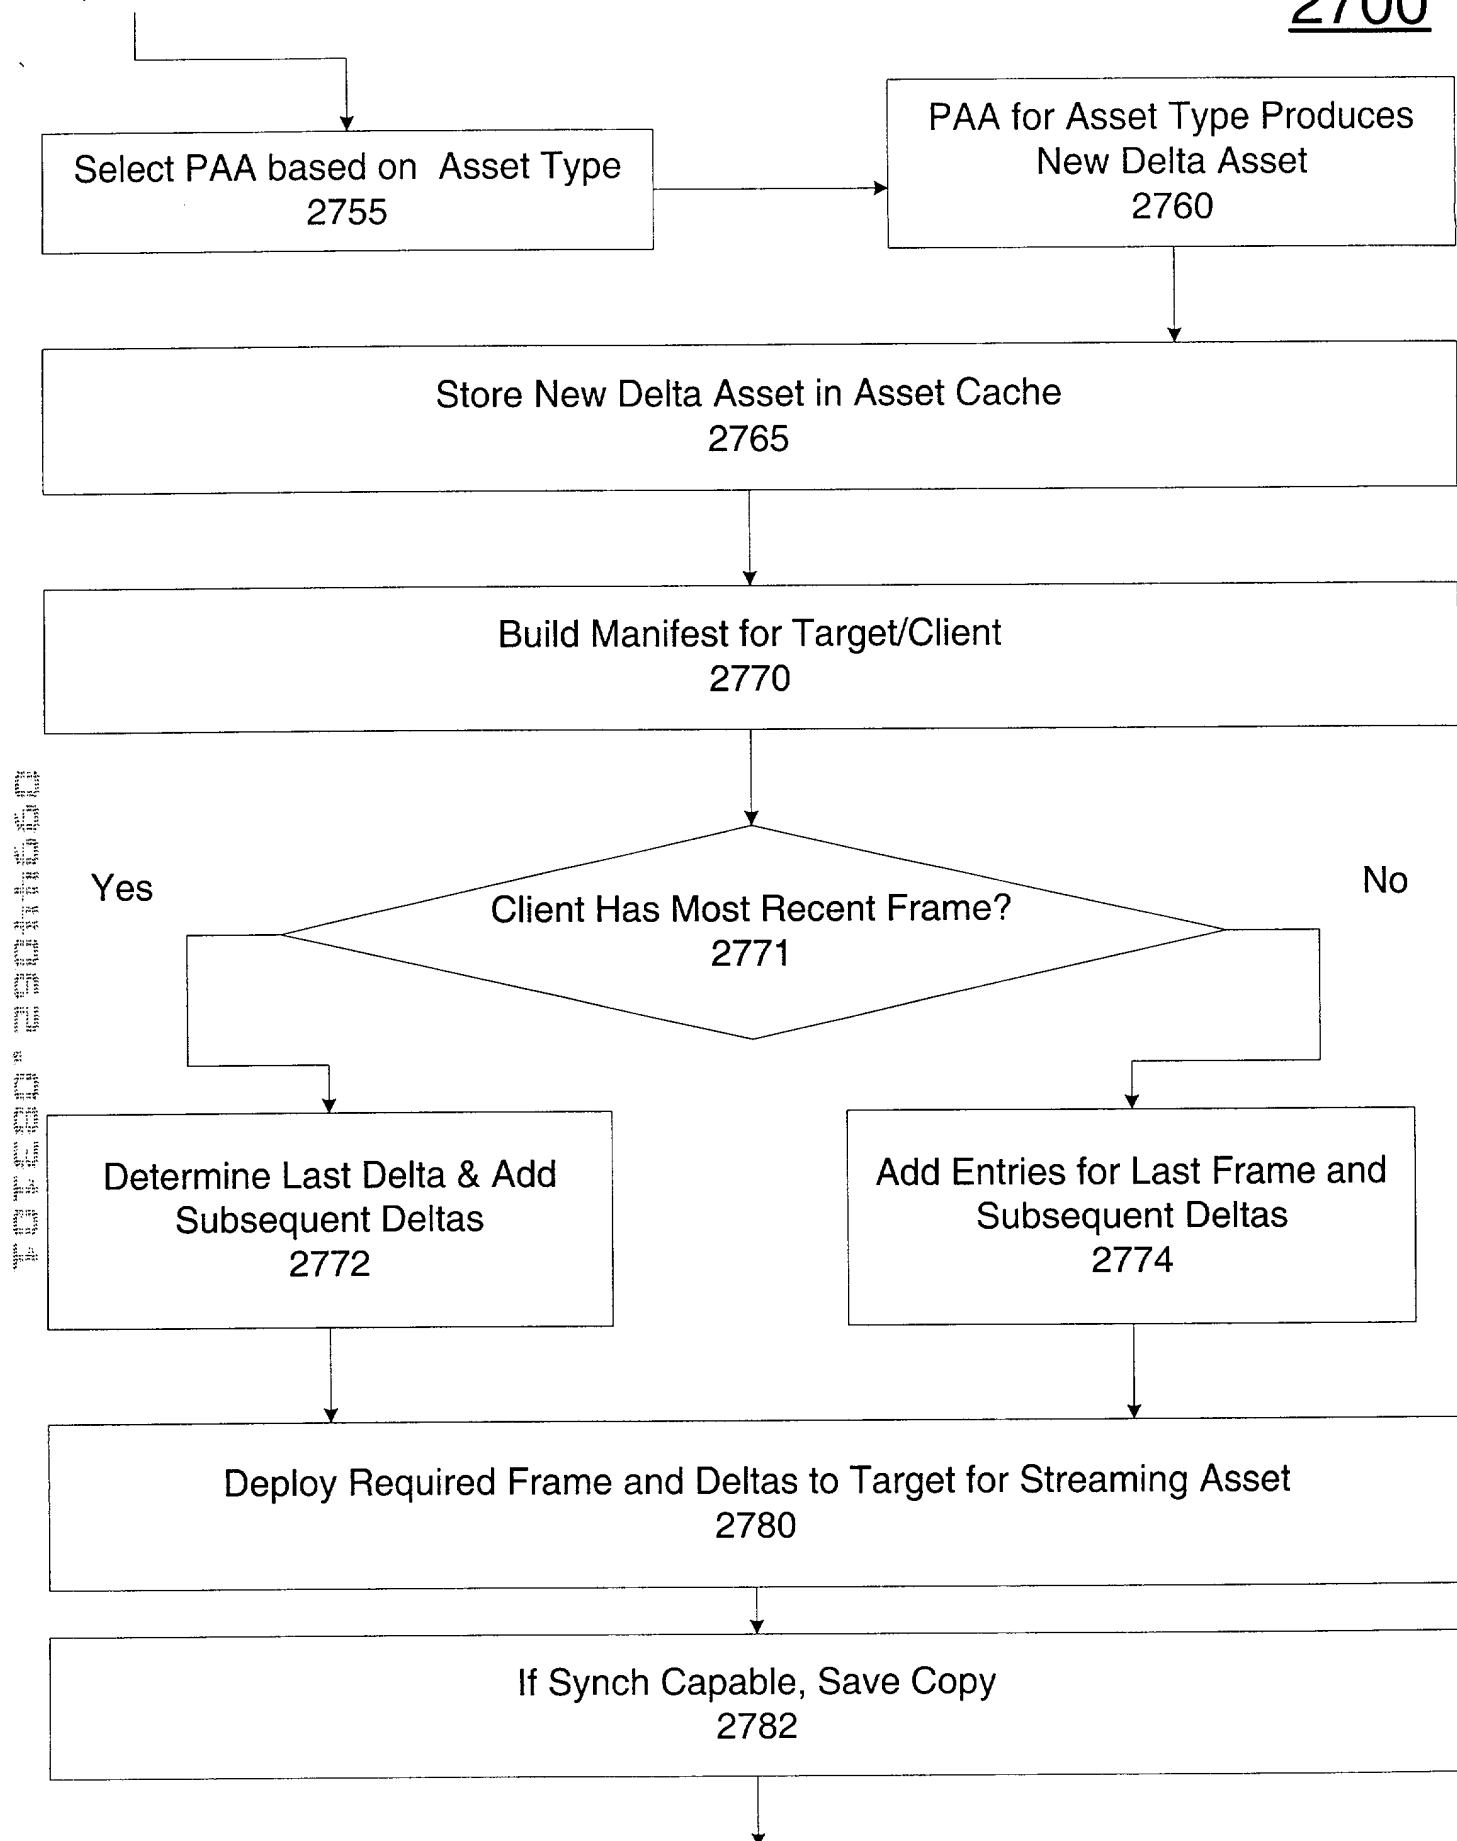 2700
Select PAA based on Asset Type
2755
PAA for Asset Type Produces
New Delta Asset
2760
Store New Delta Asset in Asset Cache
2765
Build Manifest for Target/Client
2770
Yes
No
Client Has Most Recent Frame?
2771
Determine Last Delta & Add
Subsequent Deltas
2772
Add Entries for Last Frame and
Subsequent Deltas
2774
Deploy Required Frame and Deltas to Target for Streaming Asset
2780
If Synch Capable, Save Copy
2782